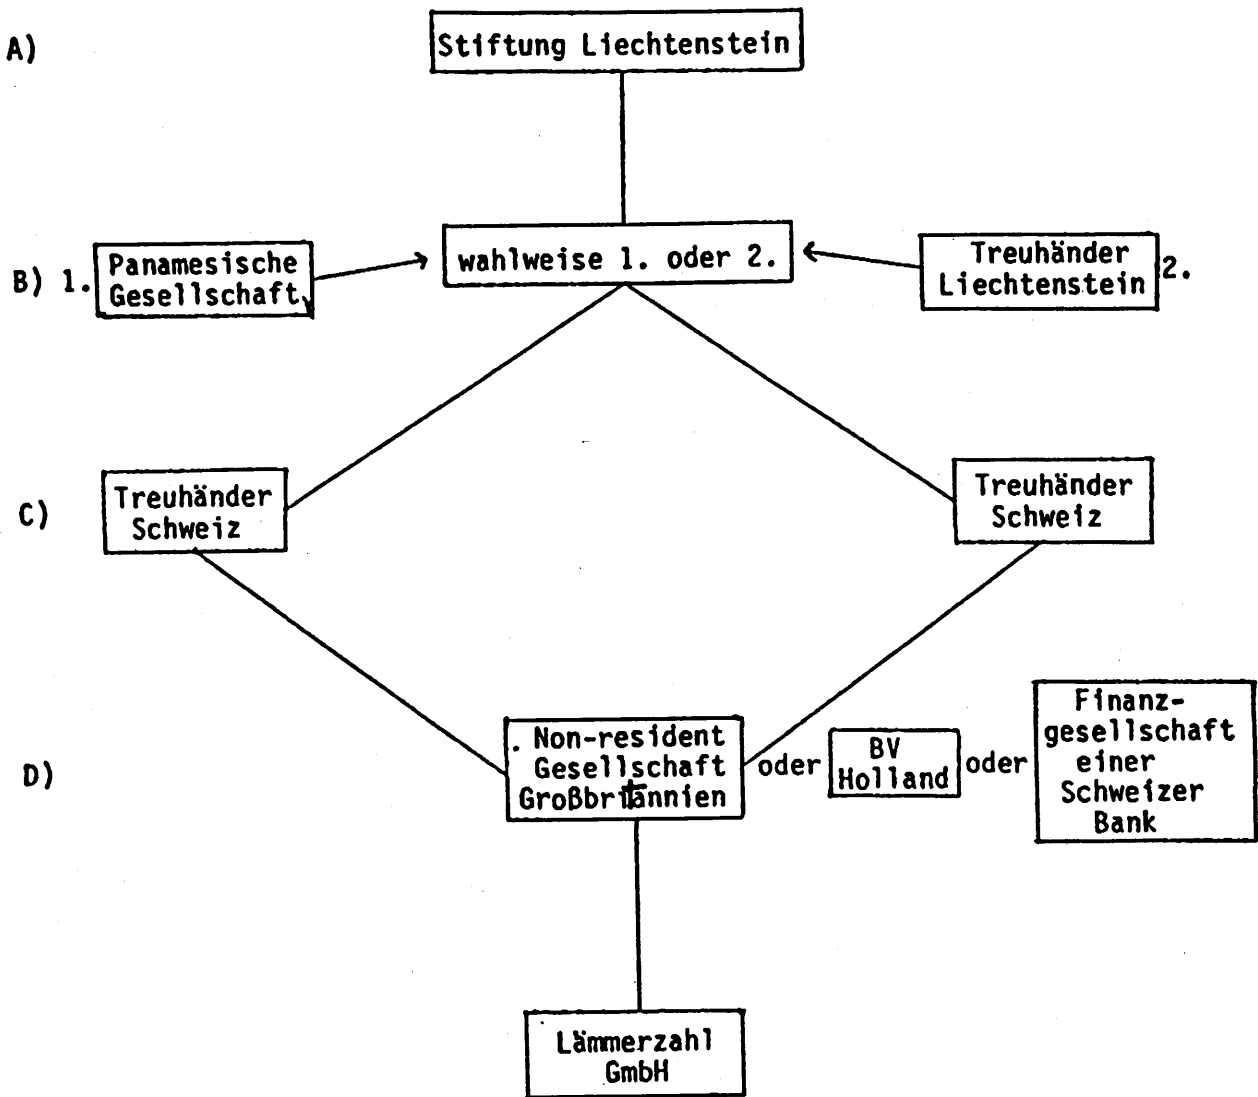 A)
Stiftung Liechtenstein
B) 1.
Panamesische
Gesellschaft
wahlweise 1. oder 2.
Treuhänder
Liechtenstein
2.
C)
Treuhänder
Schweiz
Treuhänder
Schweiz
D)
Non-resident
Gesellschaft
Großbritannien
oder
BV
Holland
oder
Finanz-
gesellschaft
einer
Schweizer
Bank
Lämmerzahl
GmbH